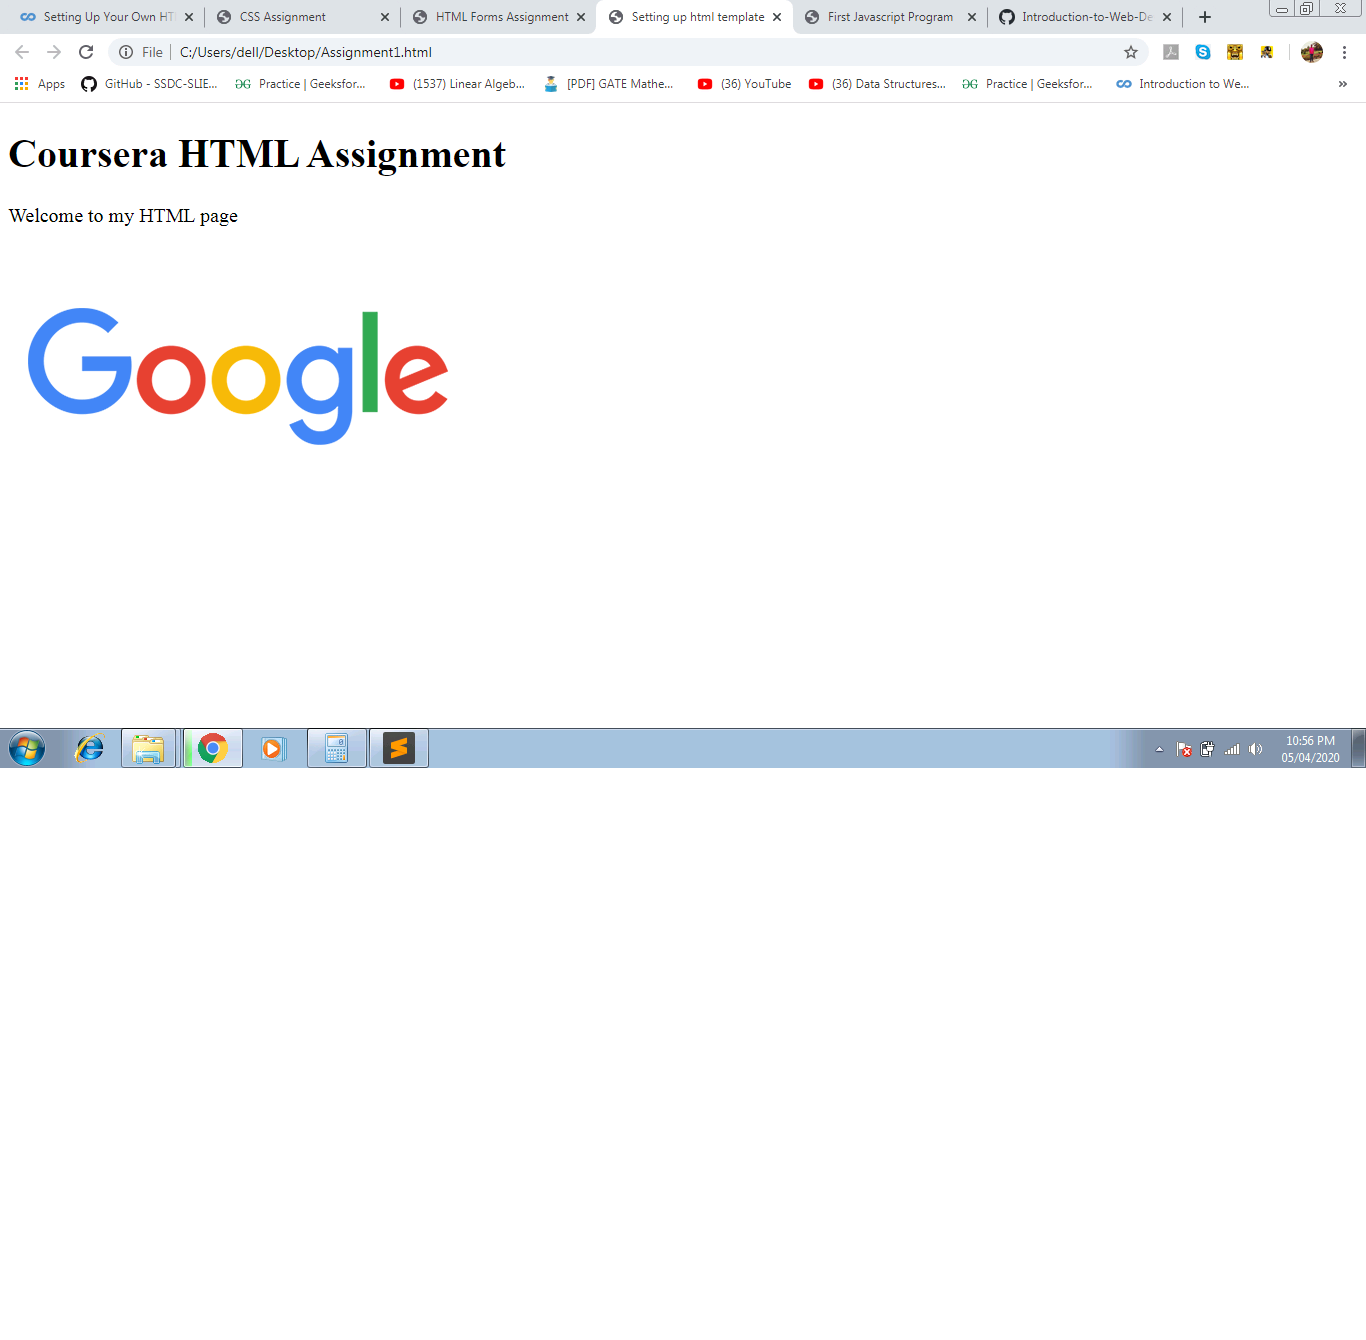 Setting Up Your Own HT
CSS Assignment
HTML Forms Assignment
Setting up html template
First Javascript Program
Introduction-to-Web-De
File
C:/Users/dell/Desktop/Assignment1.html
Apps
GitHub - SSDC-SLIE...
Practice | Geeksfor...
(1537) Linear Algeb...
[PDF] GATE Mathe...
(36) YouTube
(36) Data Structures...
Practice | Geeksfor...
Introduction to We...
»
Coursera HTML Assignment
Welcome to my HTML page
Google
10:56 PM
05/04/2020